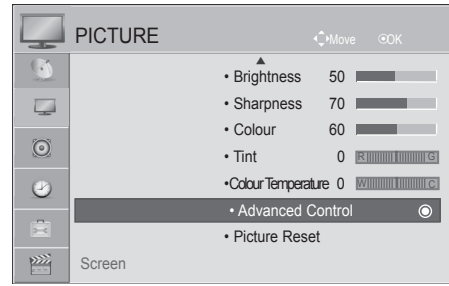 PICTURE Move OK
• Brightness 50
• Sharpness 70
• Colour 60
• Tint 0 R G
•Colour Temperature 0 W C
• Advanced Control
• Picture Reset
Screen